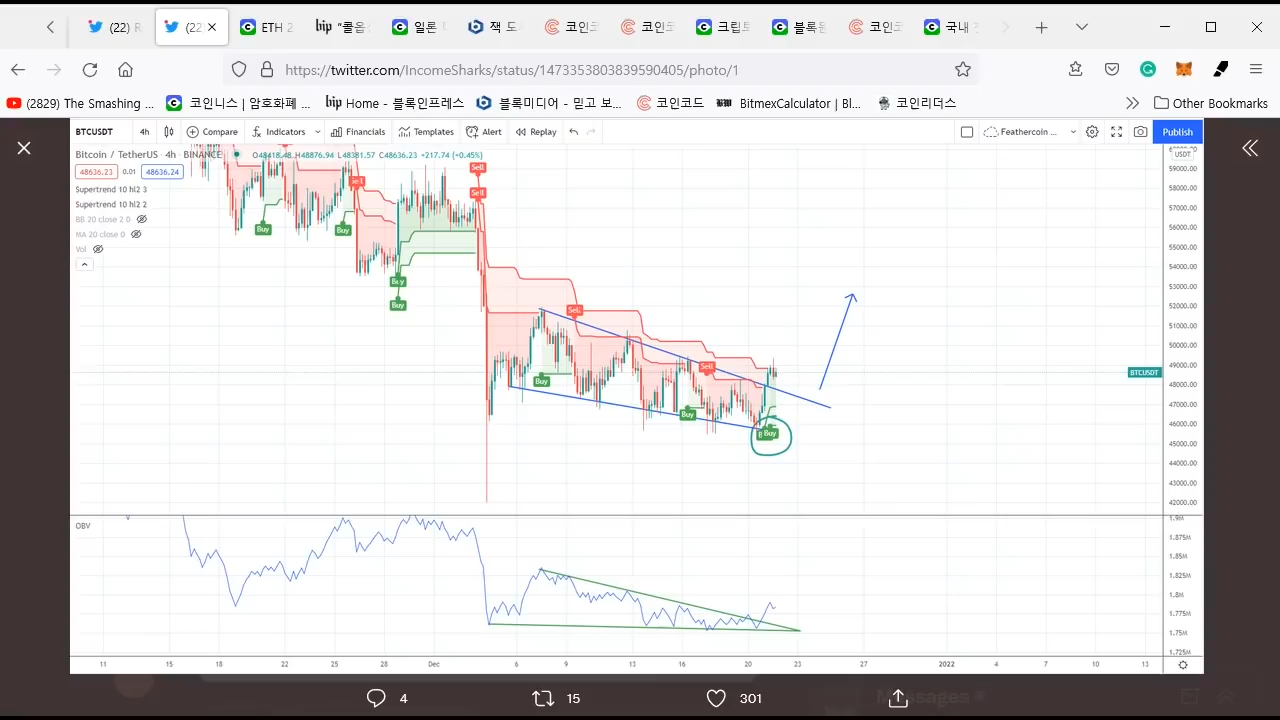 (22) R
(22
ETH 2
bip "콜옵
일론
잭 도
코인코
코인코
크립토
블록원
코인코
국내
https://twitter.com/IncomeSharks/status/1473353803839590405/photo/1
(2829) The Smashing ...
코인니스 | 암호화폐 ...
bip Home - 블록인프레스
블록미디어 - 믿고 보...
코인코드
BitmexCalculator | Bl...
코인리더스
Other Bookmarks
BTCUSDT 4h Compare Indicators Financials Templates Alert Replay Feathercoin ... Publish
Bitcoin / TetherUS · 4h · BINANCE O48418.48 H48876.94 L48381.57 C48636.23 +217.74 (+0.45%)
48636.23 0.01 48636.24
Supertrend 10 hl2 3
Supertrend 10 hl2 2
BB 20 close 2 0
MA 20 close 0
Vol
USDT
59000.00
58000.00
57000.00
56000.00
55000.00
54000.00
53000.00
52000.00
51000.00
50000.00
49000.00
BTCUSDT
48000.00
47000.00
46000.00
45000.00
44000.00
43000.00
42000.00
Sell
Sell
Sell
Buy
Buy
Buy
Buy
Sell
Buy
Sell
Buy
Buy
OBV
1.9M
1.875M
1.85M
1.825M
1.8M
1.775M
1.75M
1.725M
11 15 18 22 25 28 Dec 6 9 13 16 20 23 27 2022 4 7 10 13
4 15 301
Messages